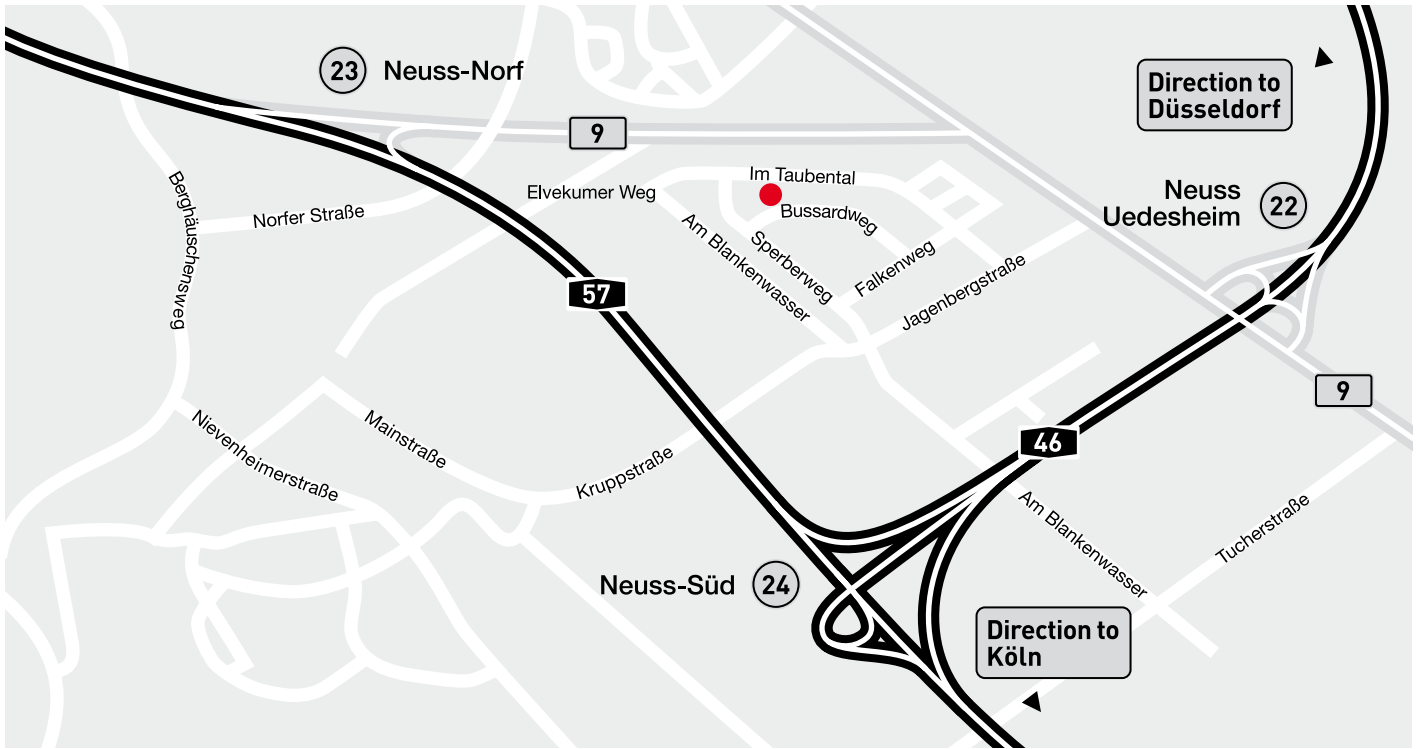 23 Neuss-Norf
Direction to
Düsseldorf
9
Im Taubental
Elvekumer Weg
Berghäuschensweg
Norfer Straße
Bussardweg
Neuss
Uedesheim
22
Am Blankenwasser
Sperberweg
Falkenweg
Jagenbergstraße
57
9
Nievenheimerstraße
Mainstraße
Kruppstraße
46
Am Blankenwasser
Tucherstraße
Neuss-Süd 24
Direction to
Köln